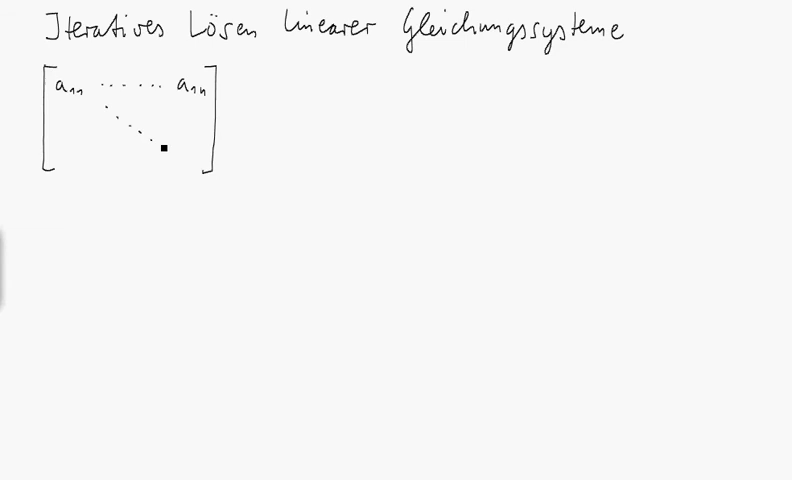 Iteratives Lösen linearer Gleichungssysteme
a₁₁ ······ a₁ₙ